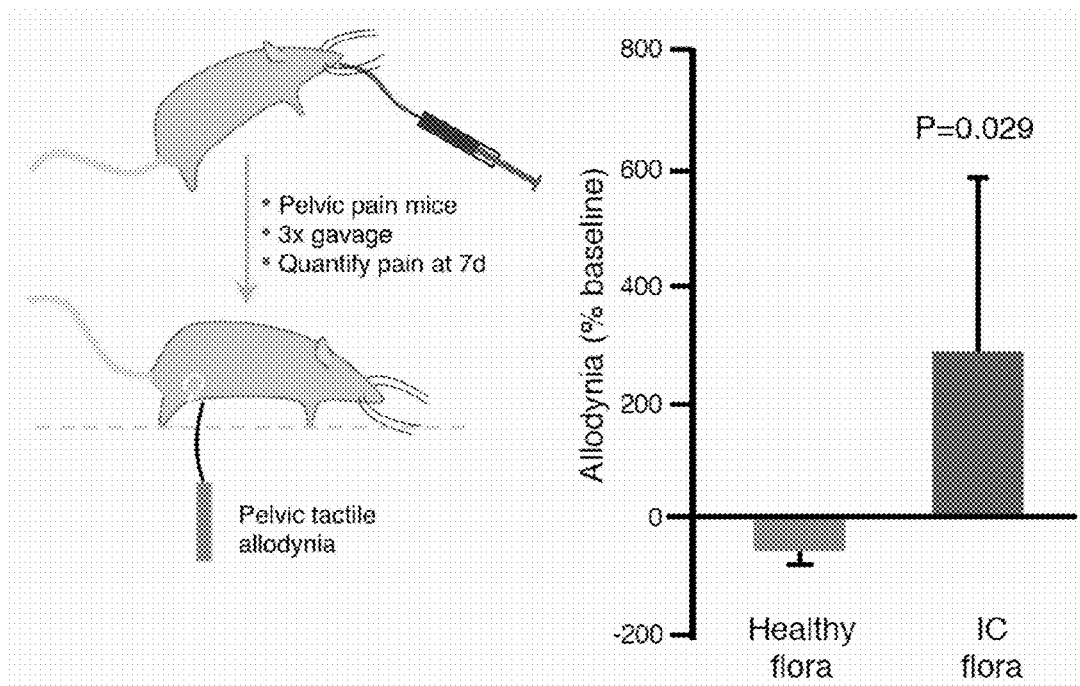 * Pelvic pain mice
* 3x gavage
* Quantify pain at 7d
Pelvic tactile
allodynia
Allodynia (% baseline)
800
600
400
200
0
-200
P=0.029
Healthy
flora
IC
flora